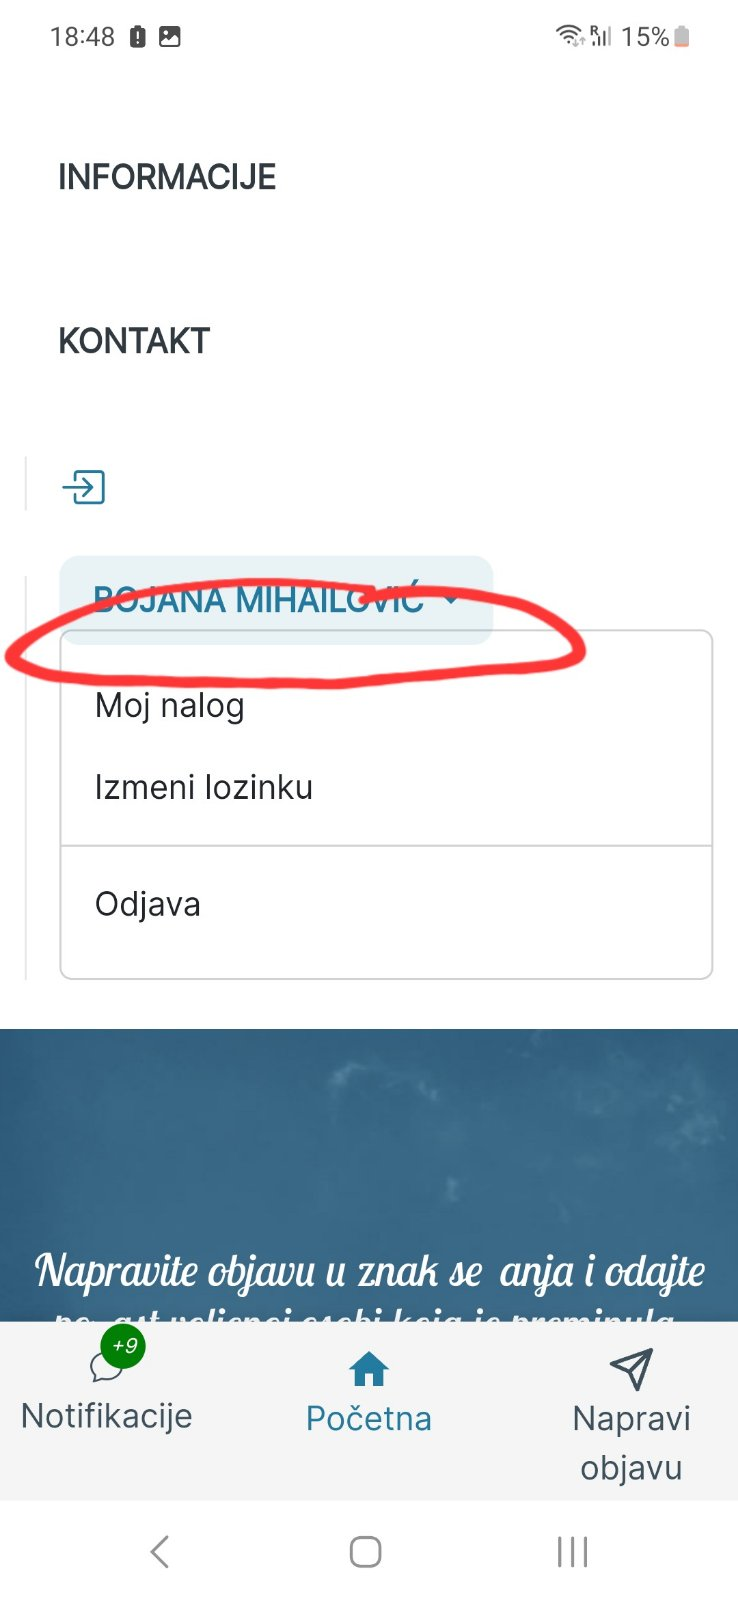 18:48 R 15%
INFORMACIJE
KONTAKT
BOJANA MIHAILOVIĆ
Moj nalog
Izmeni lozinku
Odjava
Napravite objavu u znak se anja i odajte
+9
Notifikacije
Početna
Napravi
objavu